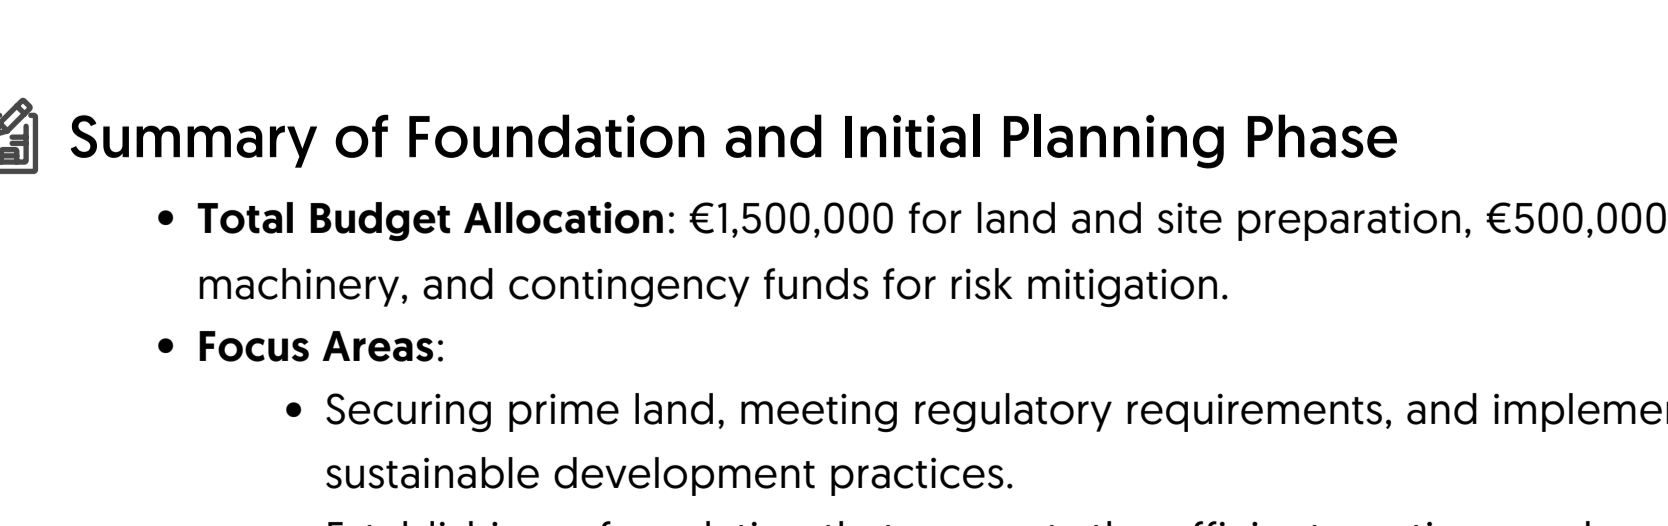 Summary of Foundation and Initial Planning Phase
• Total Budget Allocation: €1,500,000 for land and site preparation, €500,000
machinery, and contingency funds for risk mitigation.
• Focus Areas:
• Securing prime land, meeting regulatory requirements, and
sustainable development practices.